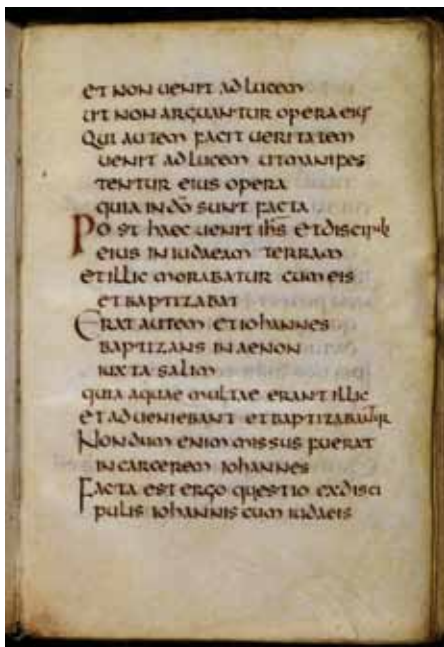 et non uenit ad lucem
ut non arguantur opera eius
Qui autem facit ueritatem
uenit ad lucem ut manifes
tentur eius opera
quia in dō sunt facta
Post haec uenit ihs et discipuli
eius in iudaeam terram
et illic morabatur cum eis
et baptizabat
Erat autem et iohannes
baptizans in aenon
iuxta salim
quia aquae multae erant illic
et adueniebant et baptizabantur
Nondum enim missus fuerat
in carcerem iohannes
Facta est ergo questio ex disci
pulis iohannis cum iudaeis